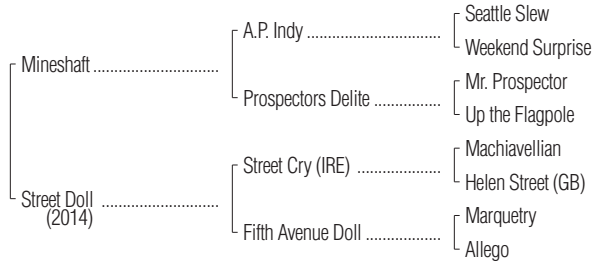 Seattle Slew
A.P. Indy ..........................
Weekend Surprise
Mineshaft ........................
Mr. Prospector
Prospectors Delite .............
Up the Flagpole
Machiavellian
Street Cry (IRE) ................
Helen Street (GB)
Street Doll ........................
(2014)
Marquetry
Fifth Avenue Doll ...............
Allego